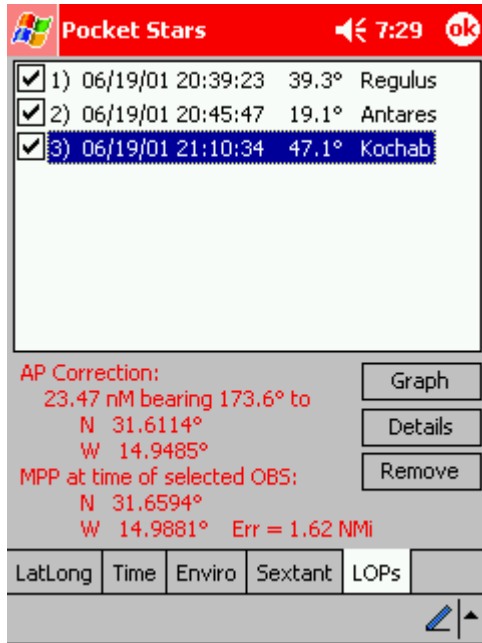 Pocket Stars 7:29 ok
1) 06/19/01 20:39:23 39.3° Regulus
2) 06/19/01 20:45:47 19.1° Antares
3) 06/19/01 21:10:34 47.1° Kochab
AP Correction:
23.47 nM bearing 173.6° to
N 31.6114°
W 14.9485°
MPP at time of selected OBS:
N 31.6594°
W 14.9881° Err = 1.62 NMi
Graph
Details
Remove
LatLong Time Enviro Sextant LOPs